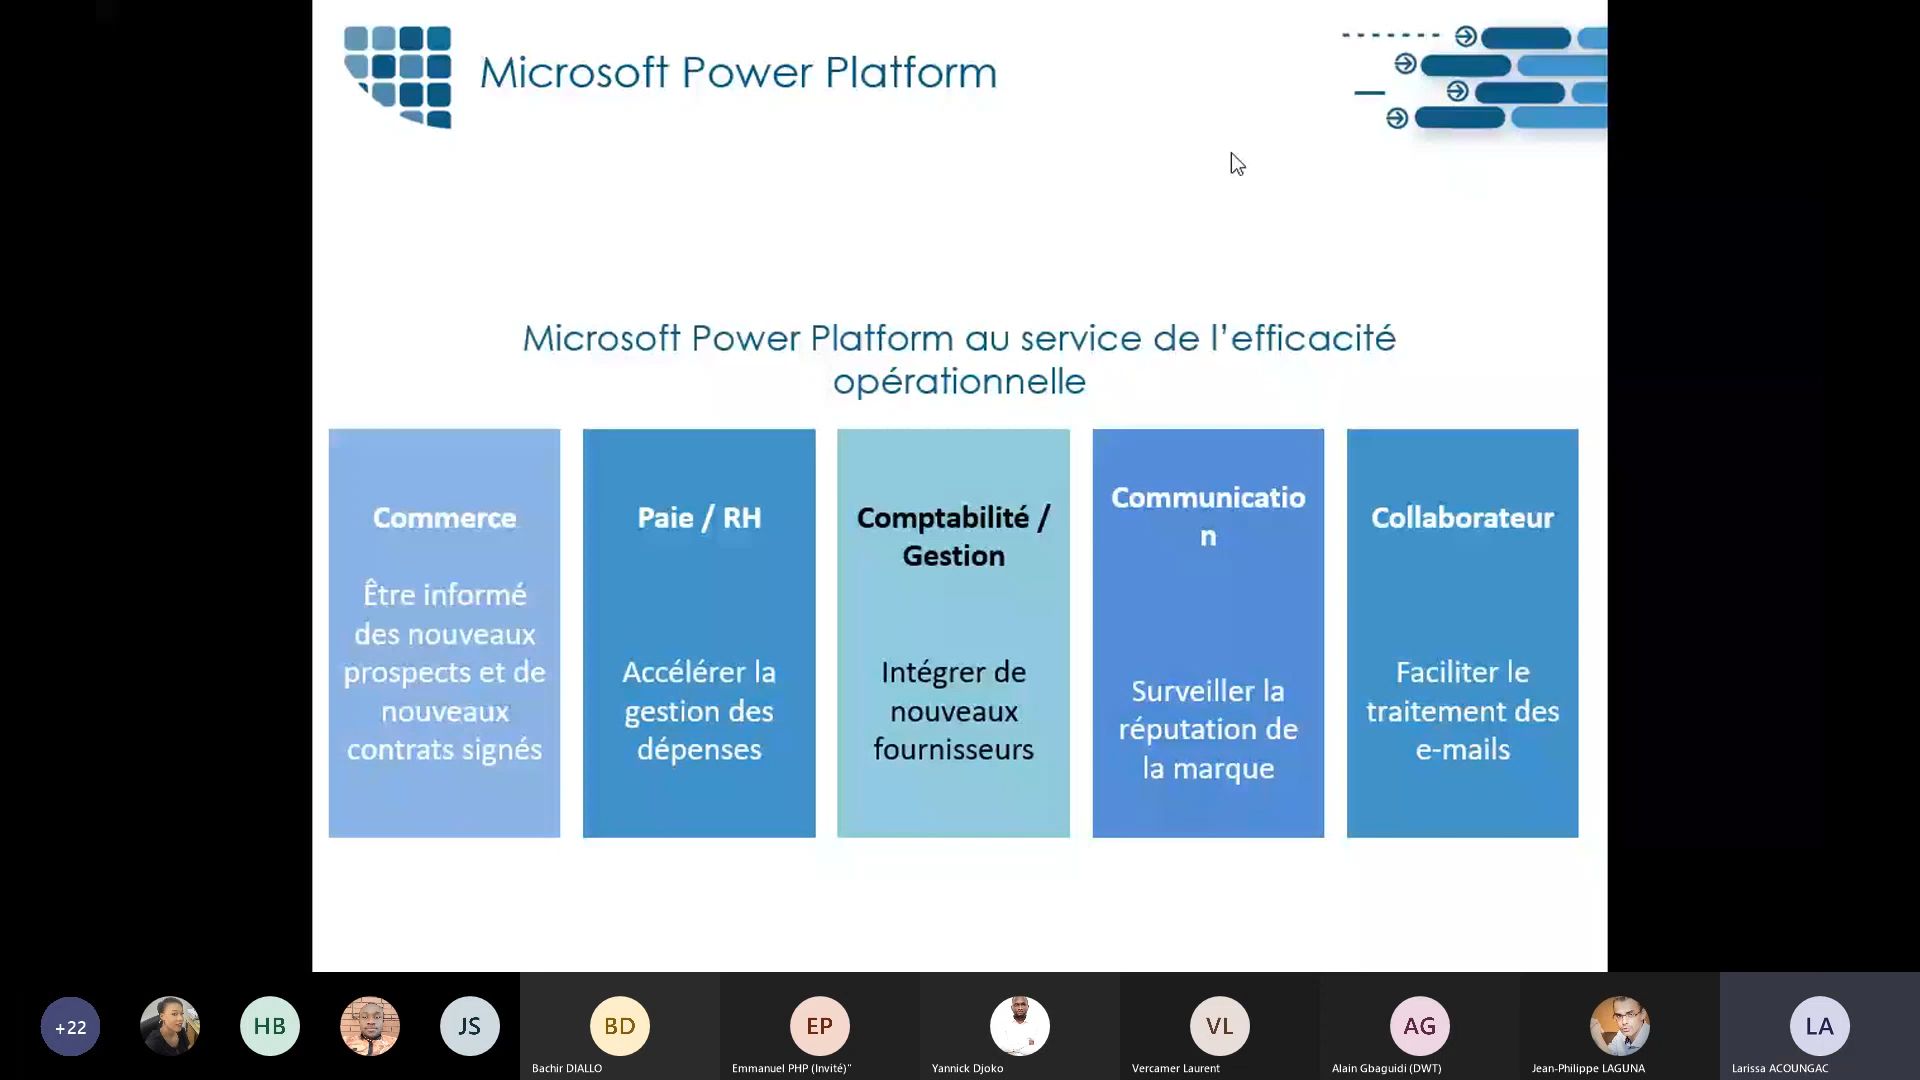 Microsoft Power Platform
Microsoft Power Platform au service de l’efficacité
opérationnelle
Commerce
Être informé
des nouveaux
prospects et de
nouveaux
contrats signés
Paie / RH
Accélérer la
gestion des
dépenses
Comptabilité /
Gestion
Intégrer de
nouveaux
fournisseurs
Communicatio
n
Surveiller la
réputation de
la marque
Collaborateur
Faciliter le
traitement des
e-mails
+22
HB
JS
BD
Bachir DIALLO
EP
Emmanuel PHP (Invité)"
Yannick Djoko
VL
Vercamer Laurent
AG
Alain Gbaguidi (DWT)
Jean-Philippe LAGUNA
LA
Larissa ACOUNGAC